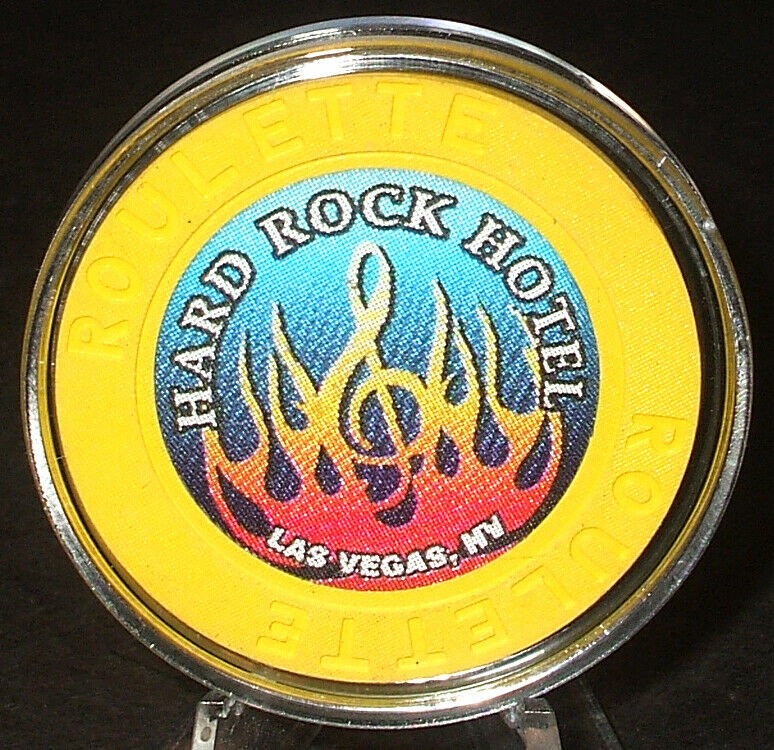 ROULETTE
HARD ROCK HOTEL
LAS VEGAS, NV
ROULETTE